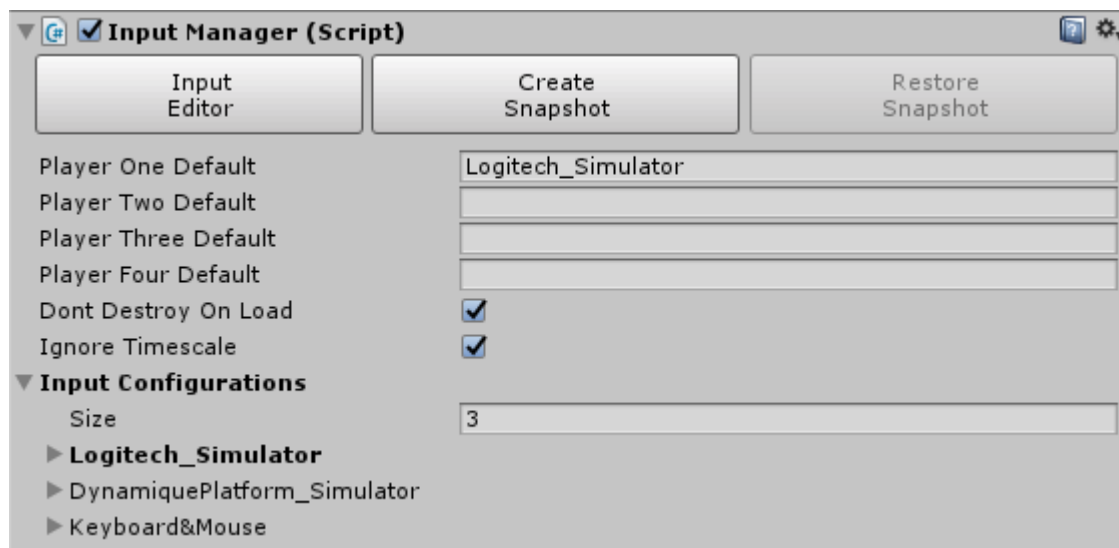 Input Manager (Script)
Input
Editor
Create
Snapshot
Restore
Snapshot
Player One Default
Logitech_Simulator
Player Two Default
Player Three Default
Player Four Default
Dont Destroy On Load
Ignore Timescale
Input Configurations
Size
3
Logitech_Simulator
DynamiquePlatform_Simulator
Keyboard&Mouse